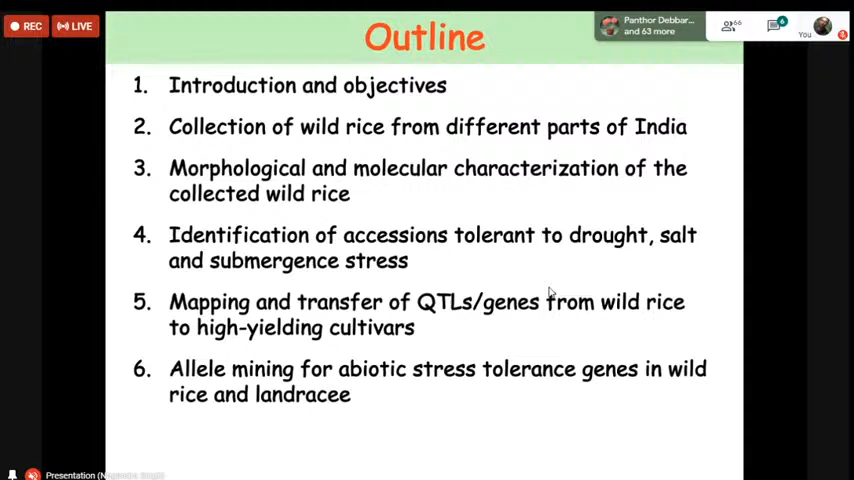 REC
LIVE
Outline
Panthor Debbar...
and 63 more
66
6
You
1. Introduction and objectives
2. Collection of wild rice from different parts of India
3. Morphological and molecular characterization of the
collected wild rice
4. Identification of accessions tolerant to drought, salt
and submergence stress
5. Mapping and transfer of QTLs/genes from wild rice
to high-yielding cultivars
6. Allele mining for abiotic stress tolerance genes in wild
rice and landracee
Presentation